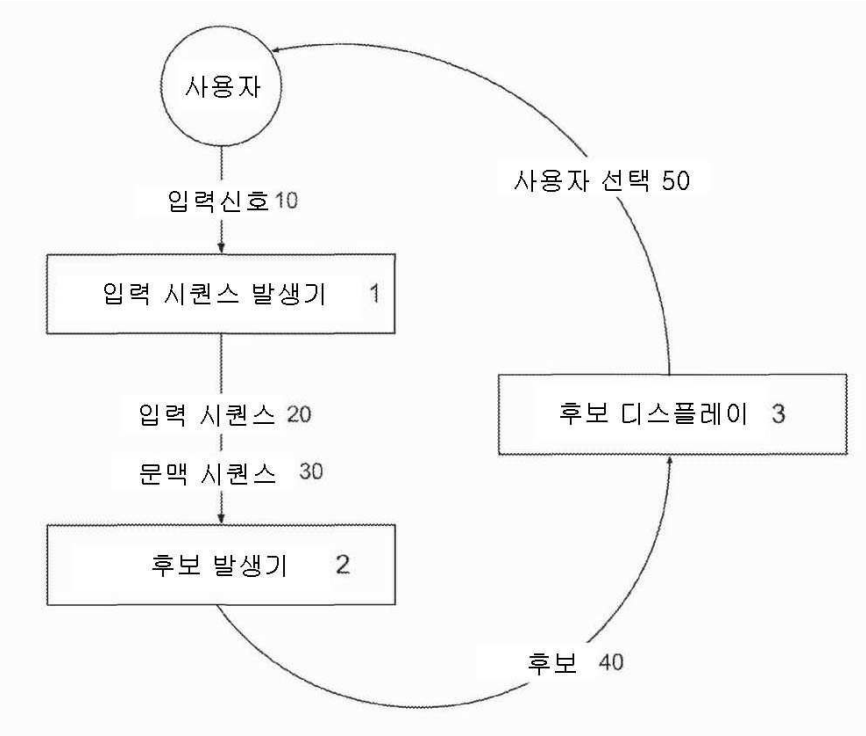 사용자
사용자 선택 50
입력신호 10
입력 시퀀스 발생기 1
후보 디스플레이 3
입력 시퀀스 20
문맥 시퀀스 30
후보 발생기 2
후보 40